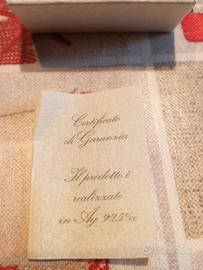 Certificato
di Garanzia
Il prodotto è
realizzato
in Ag 925‰